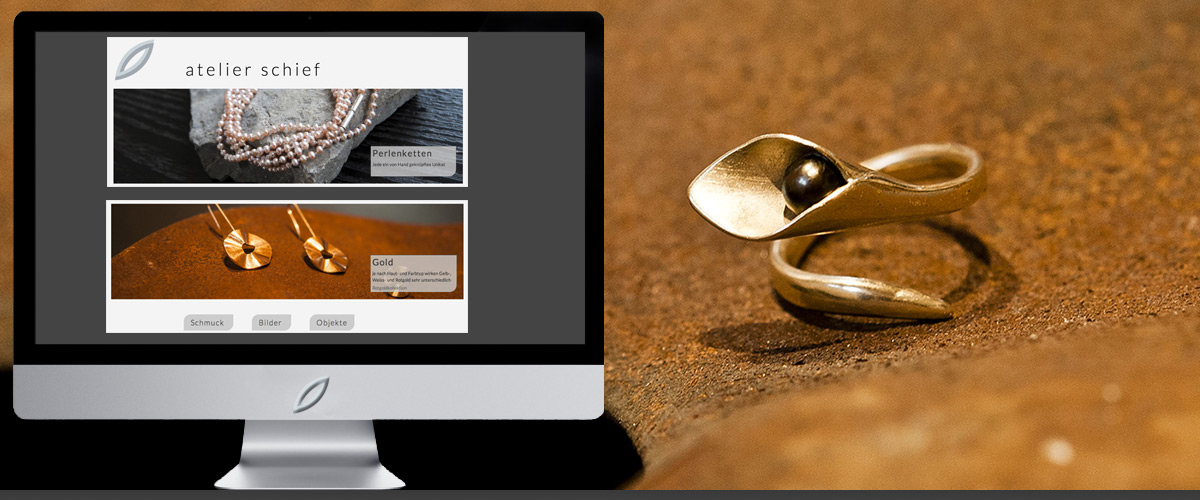 atelier schief
Perlenketten
Jede ein von Hand geknüpftes Unikat
Gold
Je nach Haut- und Farbtyp wirken Gelb-,
Weiss- und Rotgold sehr unterschiedlich
Schmuck
Bilder
Objekte